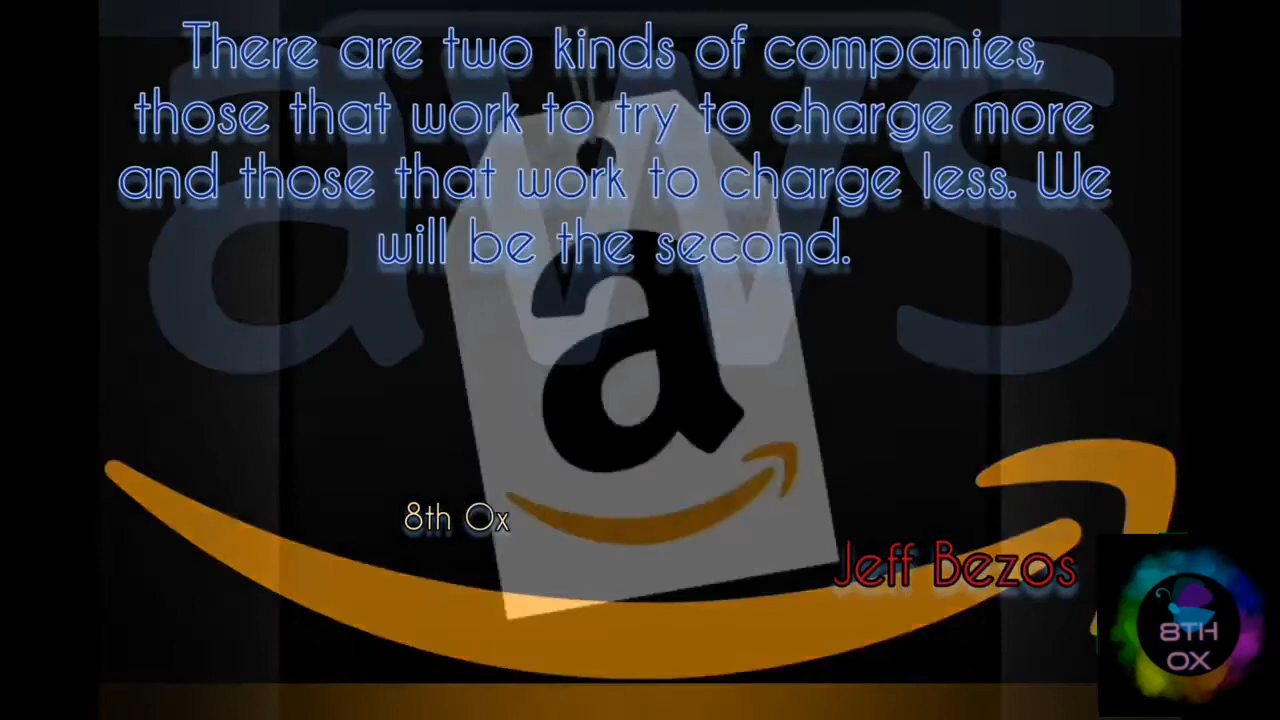 There are two kinds of companies,
those that work to try to charge more
and those that work to charge less. We
will be the second.
aws
a
8th Ox
Jeff Bezos
8TH
OX